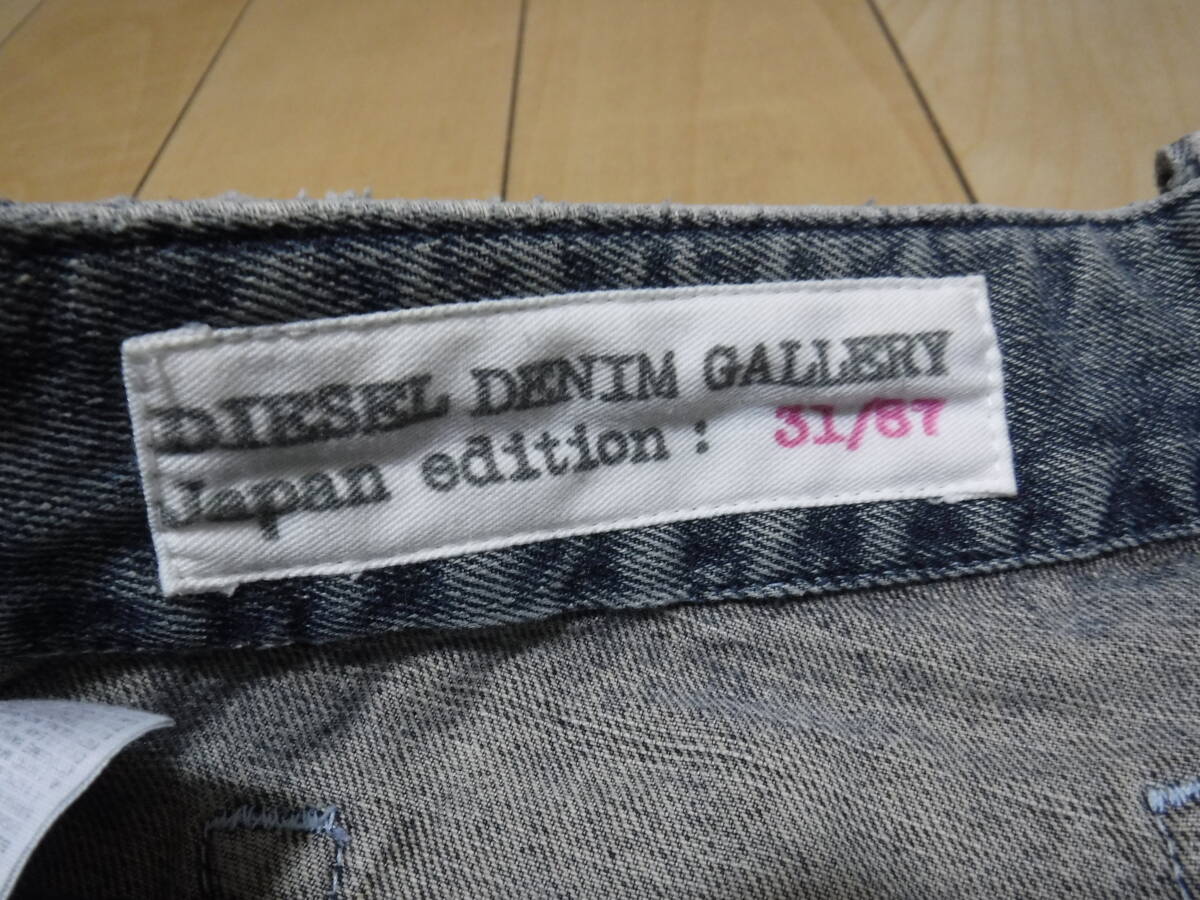 DIESEL DENIM GALLERY
Japan edition : 31/87